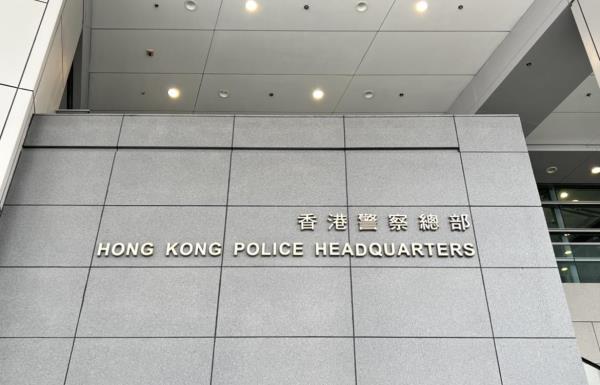 香港警察總部
HONG KONG POLICE HEADQUARTERS